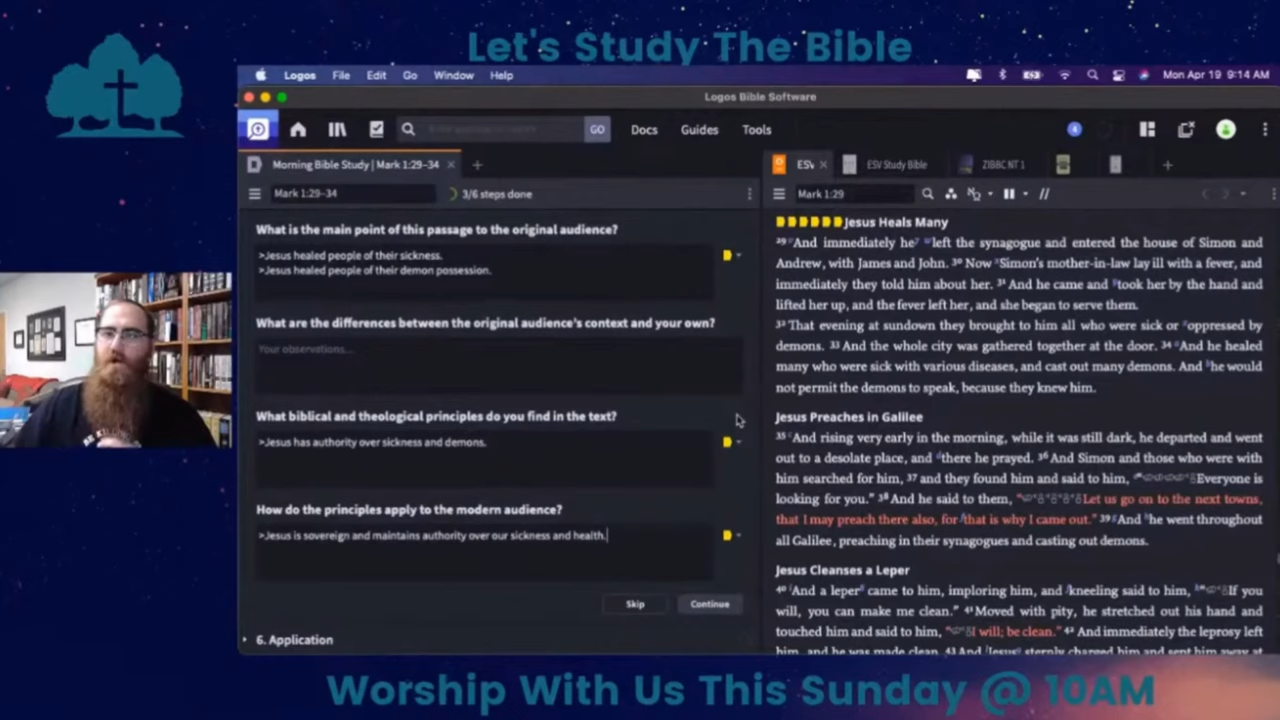 Let's Study The Bible
Logos File Edit Go Window Help Mon Apr 19 9:14 AM
Logos Bible Software
GO Docs Guides Tools
Morning Bible Study | Mark 1:29-34
ESV ESV Study Bible ZIBBC NT 1
Mark 1:29-34 3/6 steps done
Mark 1:29
What is the main point of this passage to the original audience?
>Jesus healed people of their sickness.
>Jesus healed people of their demon possession.
What are the differences between the original audience's context and your own?
Your observations...
What biblical and theological principles do you find in the text?
>Jesus has authority over sickness and demons.
How do the principles apply to the modern audience?
>Jesus is sovereign and maintains authority over our sickness and health.
Skip Continue
6. Application
Jesus Heals Many
29 And immediately he left the synagogue and entered the house of Simon and
Andrew, with James and John. 30 Now Simon's mother-in-law lay ill with a fever, and
immediately they told him about her. 31 And he came and took her by the hand and
lifted her up, and the fever left her, and she began to serve them.
32 That evening at sundown they brought to him all who were sick or oppressed by
demons. 33 And the whole city was gathered together at the door. 34 And he healed
many who were sick with various diseases, and cast out many demons. And he would
not permit the demons to speak, because they knew him.
Jesus Preaches in Galilee
35 And rising very early in the morning, while it was still dark, he departed and went
out to a desolate place, and there he prayed. 36 And Simon and those who were with
him searched for him, 37 and they found him and said to him, "Everyone is
looking for you." 38 And he said to them, "Let us go on to the next towns,
that I may preach there also, for that is why I came out." 39 And he went throughout
all Galilee, preaching in their synagogues and casting out demons.
Jesus Cleanses a Leper
40 And a leper came to him, imploring him, and kneeling said to him, "If you
will, you can make me clean." 41 Moved with pity, he stretched out his hand and
touched him and said to him, "I will; be clean." 42 And immediately the leprosy left
him, and he was made clean. 43 And Jesus sternly charged him and sent him away at
Worship With Us This Sunday @ 10AM